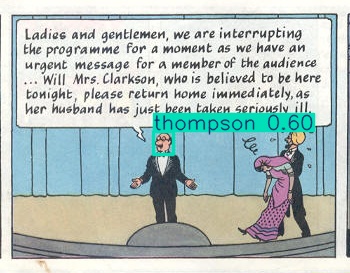 Ladies and gentlemen, we are interrupting
the programme for a moment as we have an
urgent message for a member of the audience
... Will Mrs. Clarkson, who is believed to be here
tonight, please return home immediately, as
her husband has just been taken seriously ill.
thompson 0.60